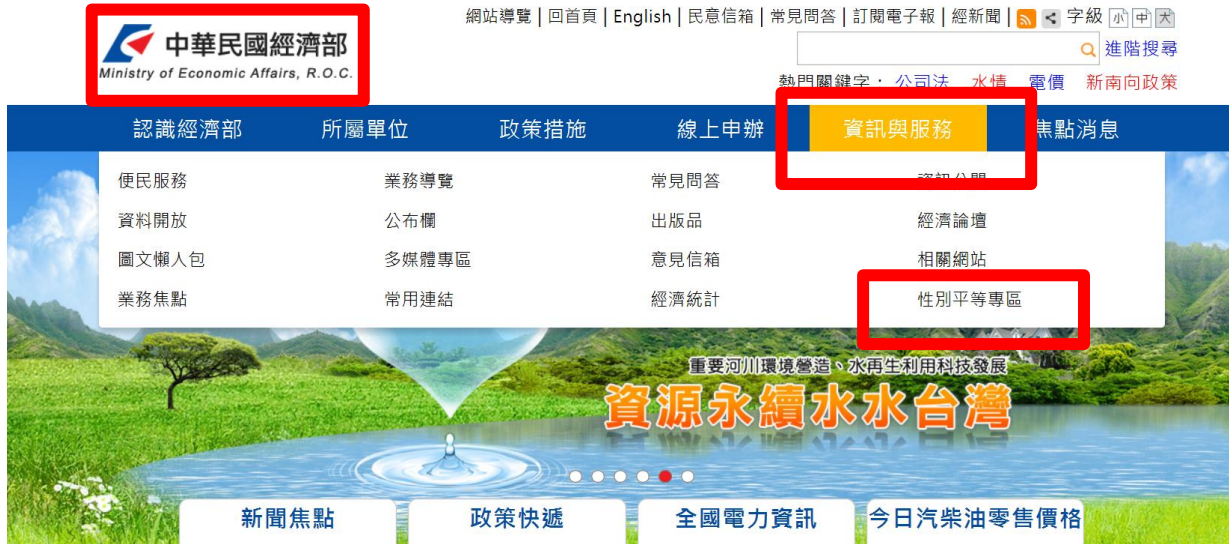 網站導覽 | 回首頁 | English | 民意信箱 | 常見問答 | 訂閱電子報 | 經新聞 | 字級 小 中 大
中華民國經濟部
Ministry of Economic Affairs, R.O.C.
進階搜尋
熱門關鍵字： 公司法 水情 電價 新南向政策
認識經濟部 所屬單位 政策措施 線上申辦 資訊與服務 焦點消息
便民服務 業務導覽 常見問答 資訊公開
資料開放 公布欄 出版品 經濟論壇
圖文懶人包 多媒體專區 意見信箱 相關網站
業務焦點 常用連結 經濟統計 性別平等專區
重要河川環境營造、水再生利用科技發展
資源永續水水台灣
新聞焦點 政策快遞 全國電力資訊 今日汽柴油零售價格